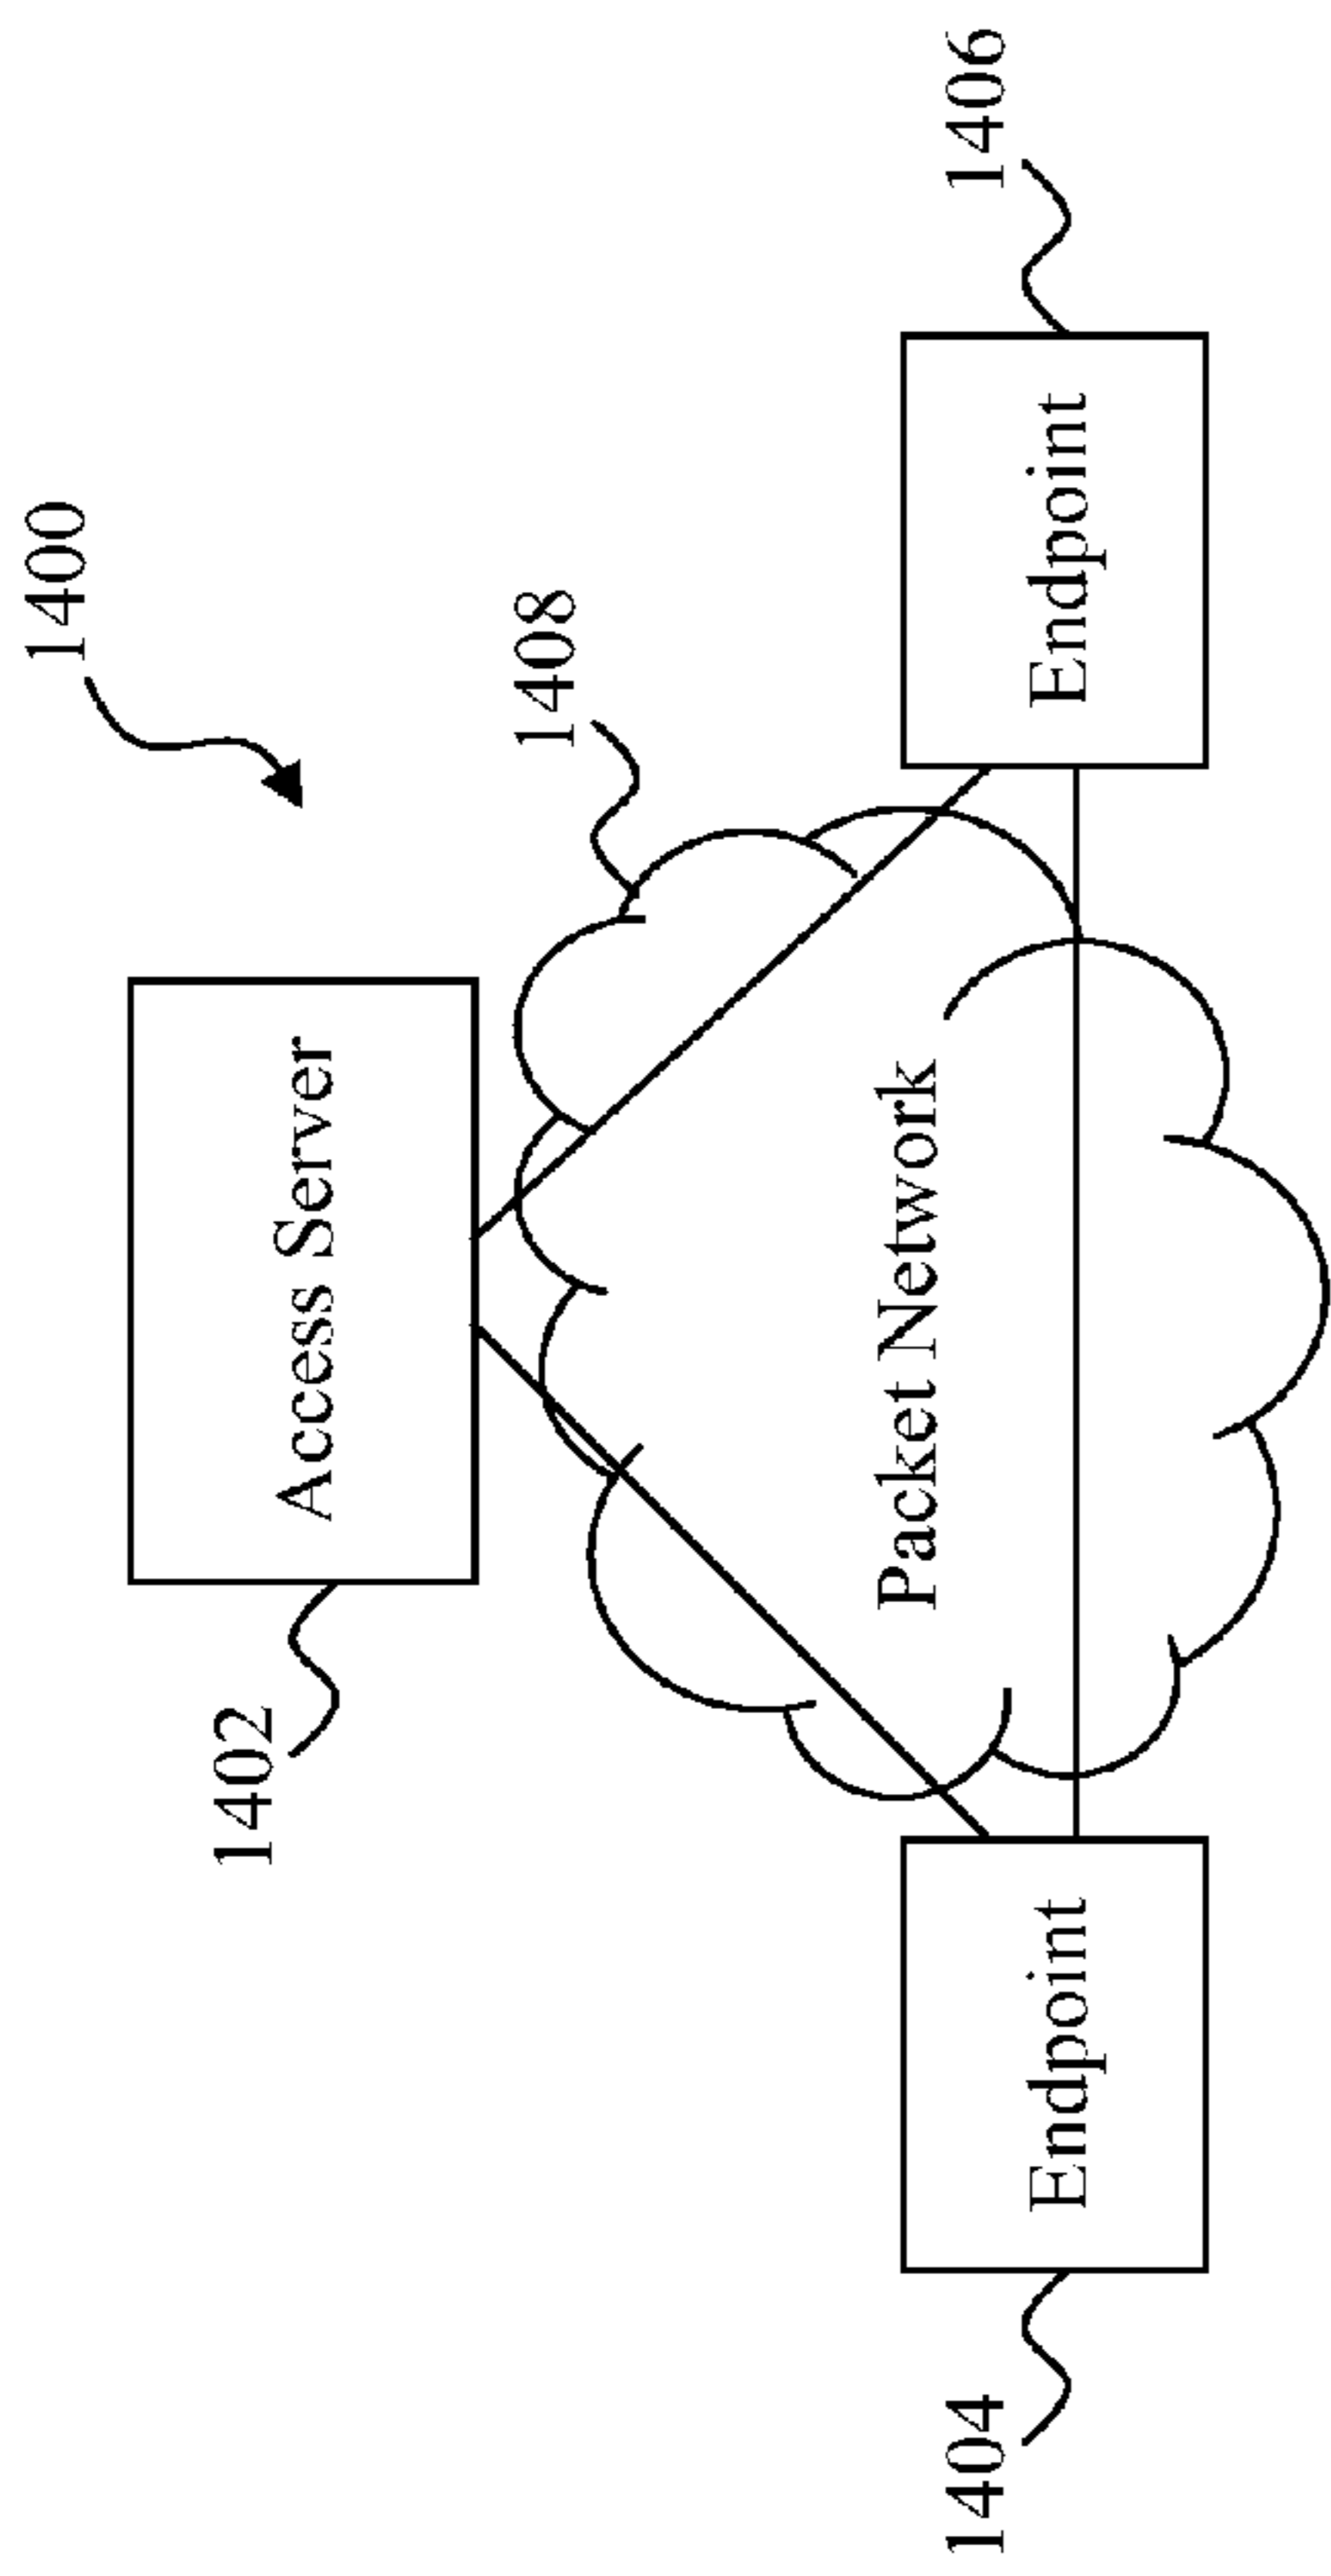 1400
1402
Access Server
1408
Packet Network
1404
Endpoint
Endpoint
1406